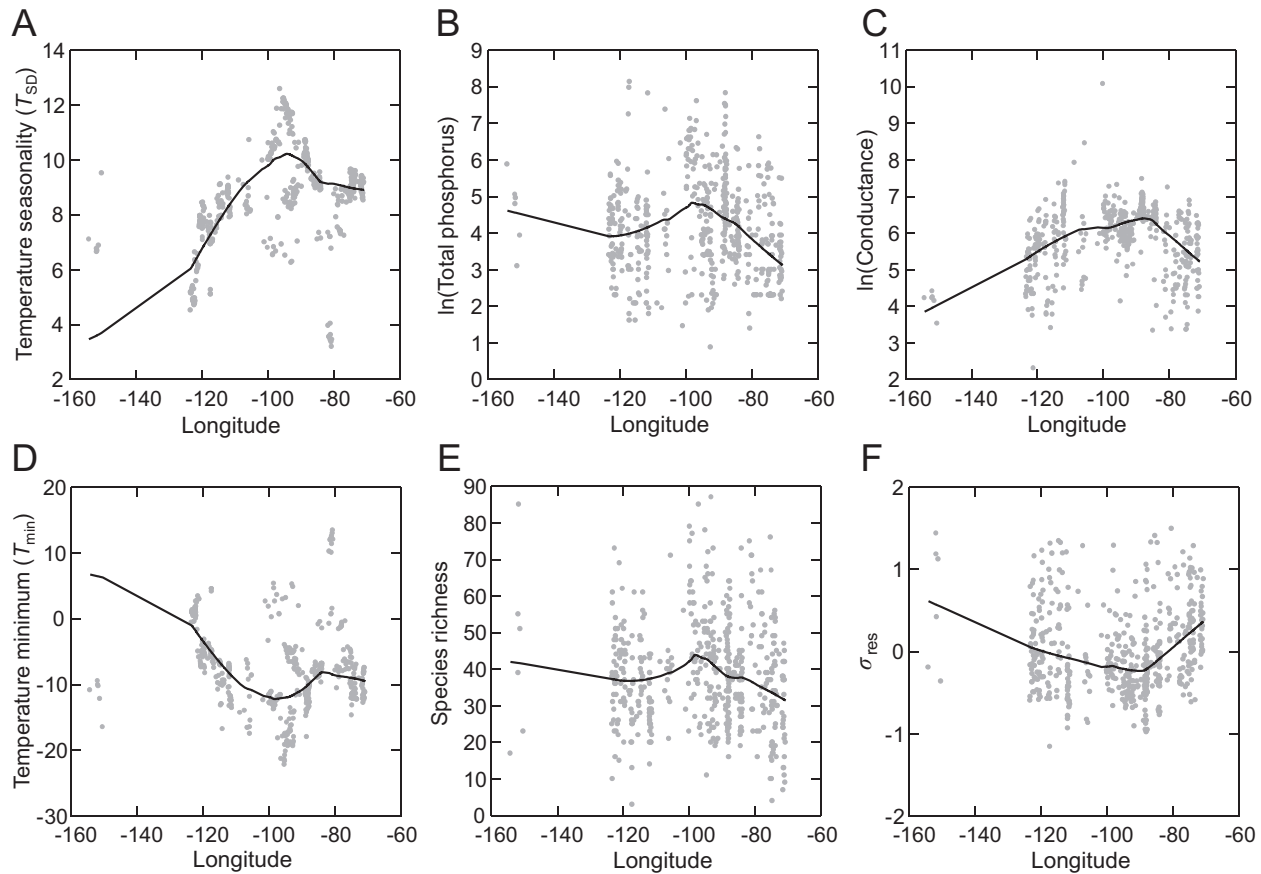 A
Temperature seasonality (T_SD)
14
12
10
8
6
4
2
-160 -140 -120 -100 -80 -60
Longitude
B
ln(Total phosphorus)
9
8
7
6
5
4
3
2
1
0
-160 -140 -120 -100 -80 -60
Longitude
C
ln(Conductance)
11
10
9
8
7
6
5
4
3
2
-160 -140 -120 -100 -80 -60
Longitude
D
Temperature minimum (T_min)
20
10
0
-10
-20
-30
-160 -140 -120 -100 -80 -60
Longitude
E
Species richness
90
80
70
60
50
40
30
20
10
0
-160 -140 -120 -100 -80 -60
Longitude
F
σ_res
2
1
0
-1
-2
-160 -140 -120 -100 -80 -60
Longitude